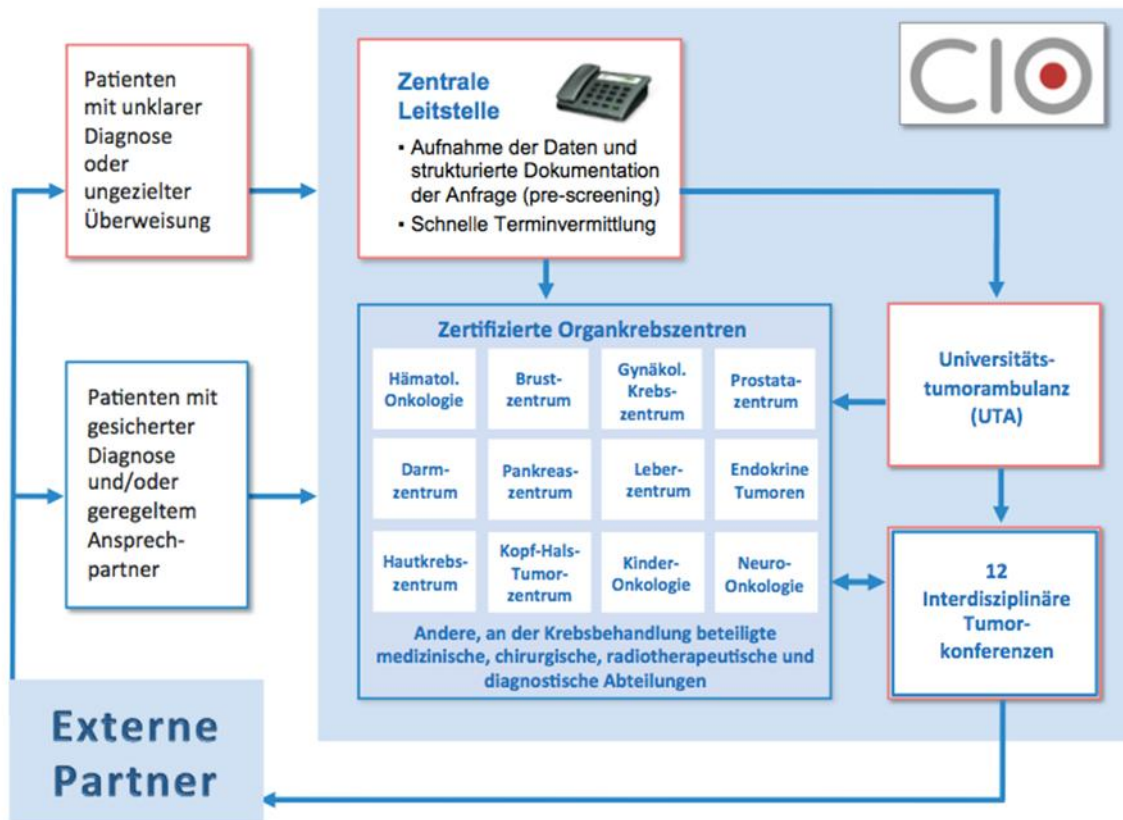 Patienten
mit unklarer
Diagnose
oder
ungezielter
Überweisung
Zentrale
Leitstelle
▪ Aufnahme der Daten und
strukturierte Dokumentation
der Anfrage (pre-screening)
▪ Schnelle Terminvermittlung
CIO
Patienten mit
gesicherter
Diagnose
und/oder
geregeltem
Ansprech-
partner
Zertifizierte Organkrebszentren
Hämatol.
Onkologie
Brust-
zentrum
Gynäkol.
Krebs-
zentrum
Prostata-
zentrum
Darm-
zentrum
Pankreas-
zentrum
Leber-
zentrum
Endokrine
Tumoren
Hautkrebs-
zentrum
Kopf-Hals-
Tumor-
zentrum
Kinder-
Onkologie
Neuro-
Onkologie
Andere, an der Krebsbehandlung beteiligte
medizinische, chirurgische, radiotherapeutische und
diagnostische Abteilungen
Universitäts-
tumorambulanz
(UTA)
12
Interdisziplinäre
Tumor-
konferenzen
Externe
Partner